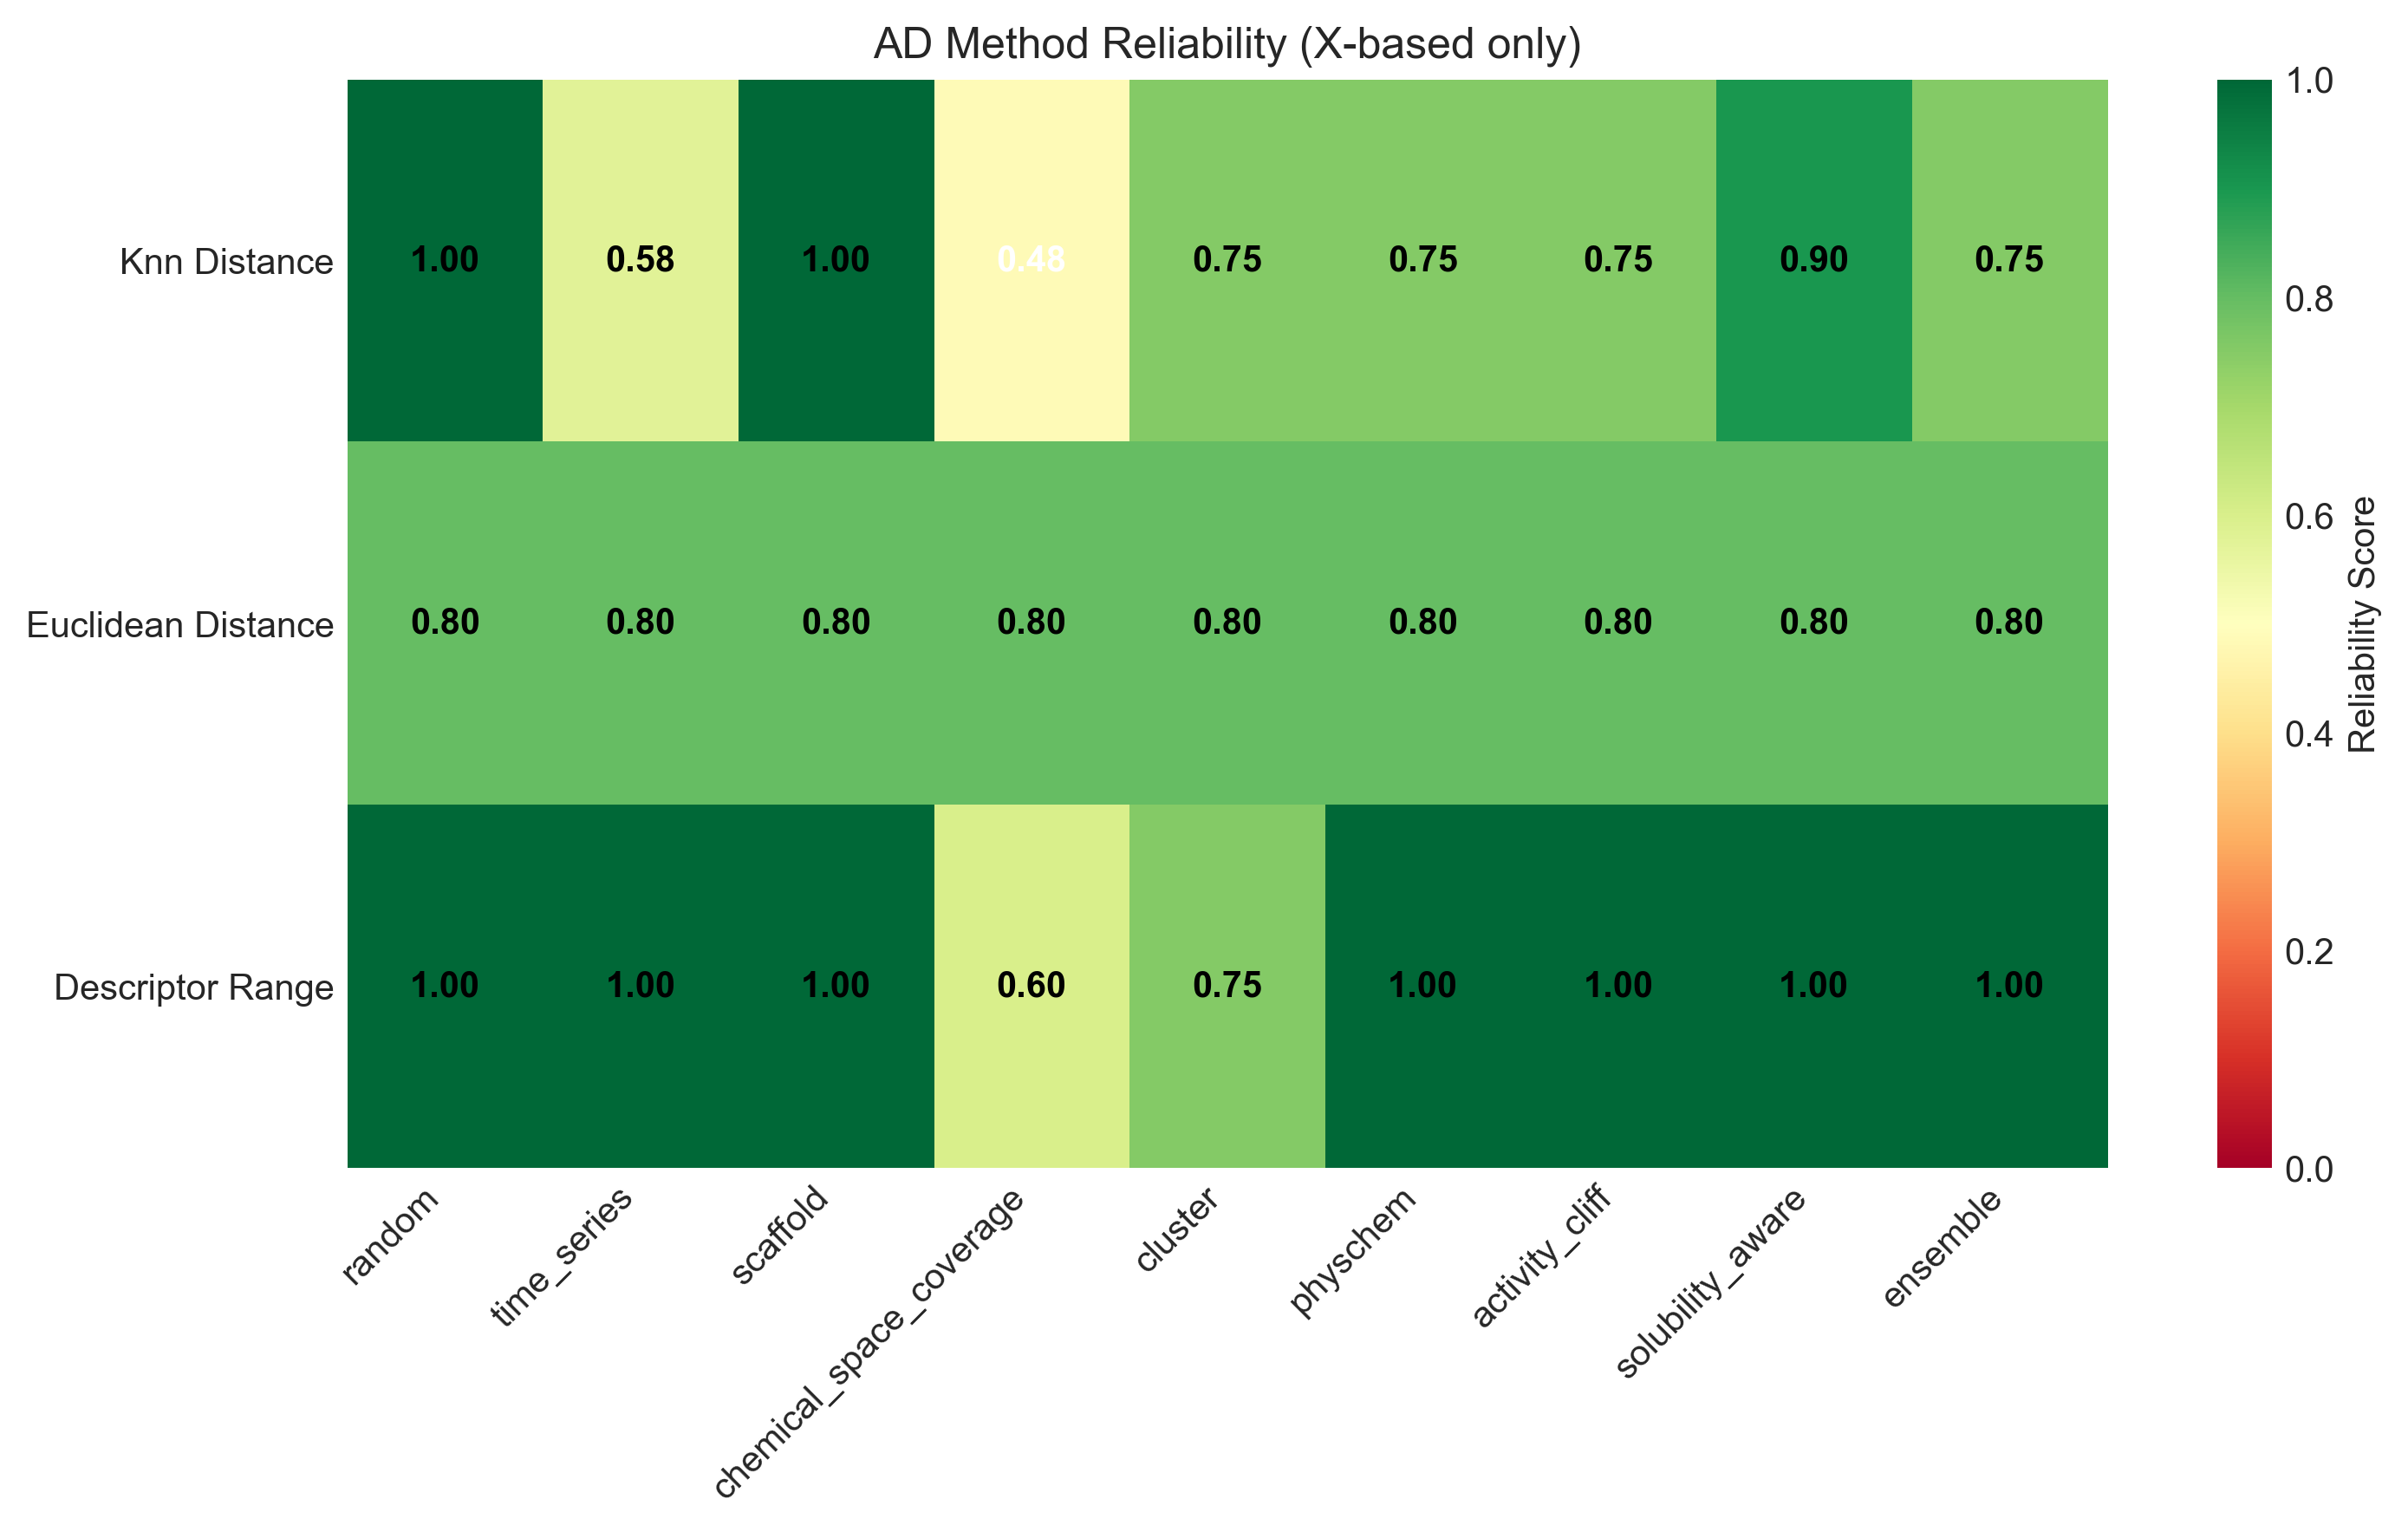 AD Method Reliability (X-based only)
Knn Distance
1.00 0.58 1.00 0.48 0.75 0.75 0.75 0.90 0.75
Euclidean Distance
0.80 0.80 0.80 0.80 0.80 0.80 0.80 0.80 0.80
Descriptor Range
1.00 1.00 1.00 0.60 0.75 1.00 1.00 1.00 1.00
random
time_series
scaffold
chemical_space_coverage
cluster
physchem
activity_cliff
solubility_aware
ensemble
1.0
0.8
0.6
0.4
0.2
0.0
Reliability Score